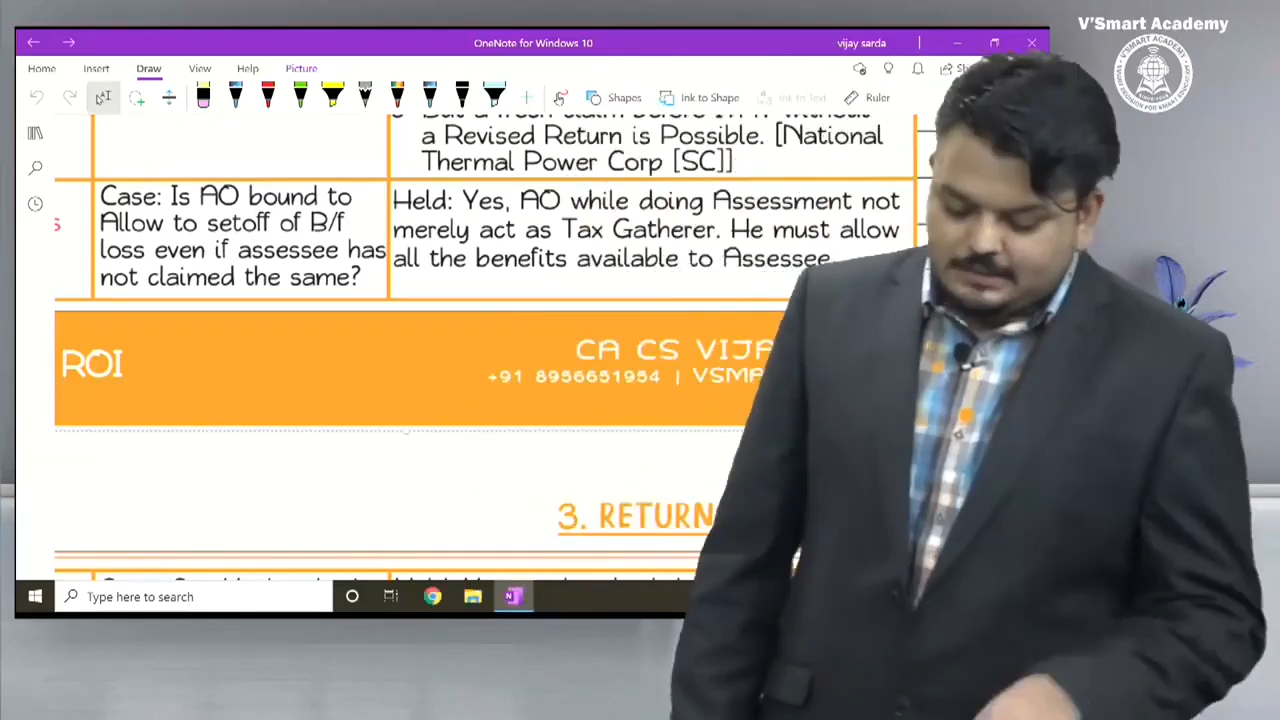 V'Smart Academy
OneNote for Windows 10
vijay sarda
Home Insert Draw View Help Picture
Shapes Ink to Shape Ink to Text Ruler
a Revised Return is Possible. [National
Thermal Power Corp [SC]]
Case: Is AO bound to
Allow to setoff of B/f
loss even if assessee has
not claimed the same?
Held: Yes, AO while doing Assessment not
merely act as Tax Gatherer. He must allow
all the benefits available to Assessee
ROI
CA CS VIJA
+91 8956651954 | VSMA
3. RETURN
Type here to search